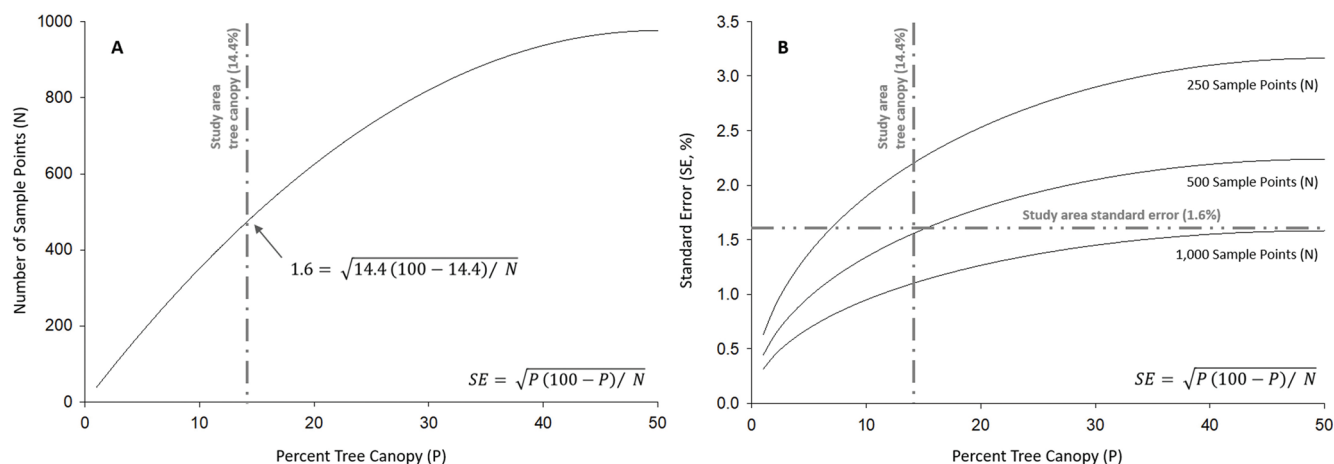 A
1000
800
600
400
200
0
Number of Sample Points (N)
Study area
tree canopy (14.4%)
1.6 = √14.4 (100 − 14.4)/ N
SE = √P (100 − P)/ N
0 10 20 30 40 50
Percent Tree Canopy (P)
B
3.5
3.0
2.5
2.0
1.5
1.0
0.5
0.0
Standard Error (SE, %)
Study area
tree canopy (14.4%)
250 Sample Points (N)
500 Sample Points (N)
Study area standard error (1.6%)
1,000 Sample Points (N)
SE = √P (100 − P)/ N
0 10 20 30 40 50
Percent Tree Canopy (P)